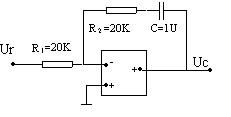 R₂=20K C=1U
Ur R₁=20K Uc
-
+
+